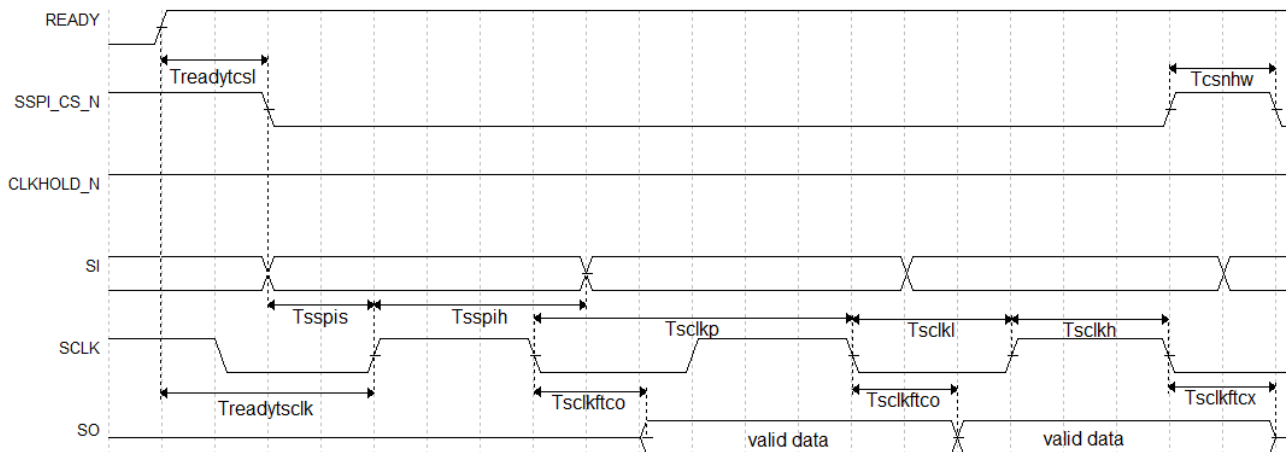 READY
Treadytcsl
Tcsnhw
SSPI_CS_N
CLKHOLD_N
SI
Tsspis
Tsspih
Tsclkp
Tsclkl
Tsclkh
SCLK
Treadytsclk
Tsclkftco
Tsclkftco
Tsclkftcx
SO
valid data
valid data